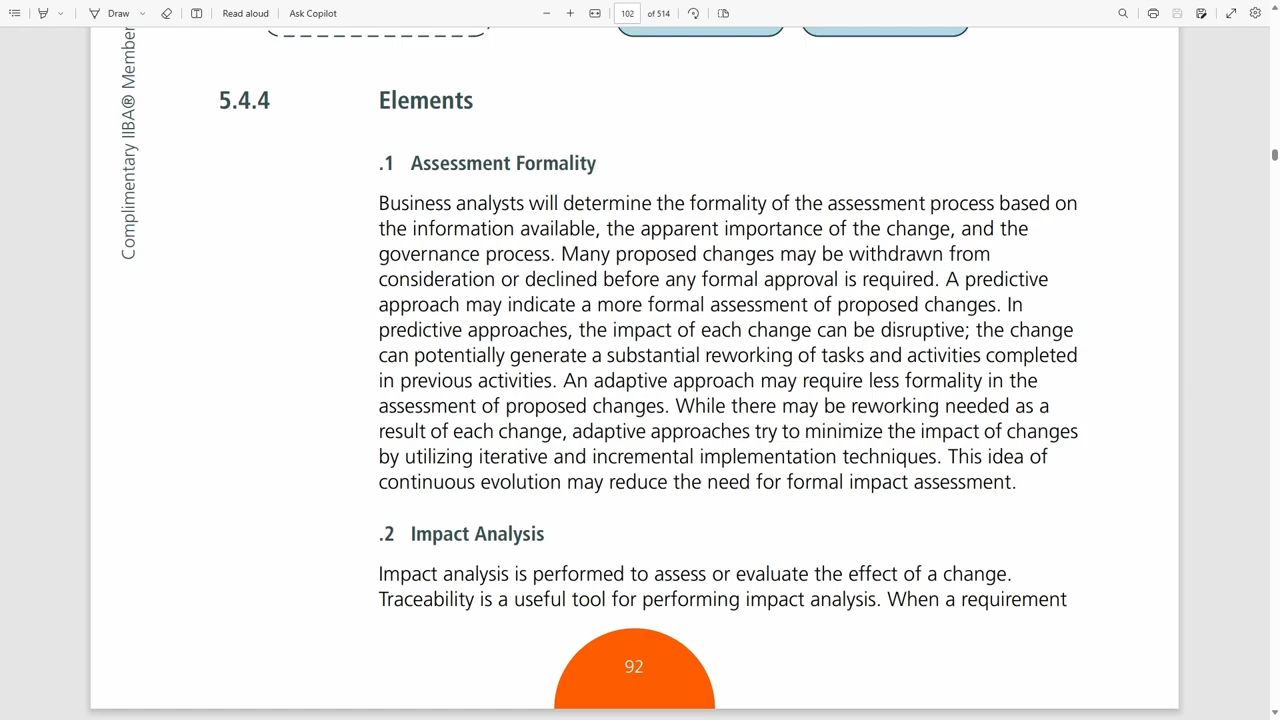 Draw
Read aloud
Ask Copilot
102
of 514
Complimentary IIBA® Member
5.4.4 Elements
.1 Assessment Formality
Business analysts will determine the formality of the assessment process based on
the information available, the apparent importance of the change, and the
governance process. Many proposed changes may be withdrawn from
consideration or declined before any formal approval is required. A predictive
approach may indicate a more formal assessment of proposed changes. In
predictive approaches, the impact of each change can be disruptive; the change
can potentially generate a substantial reworking of tasks and activities completed
in previous activities. An adaptive approach may require less formality in the
assessment of proposed changes. While there may be reworking needed as a
result of each change, adaptive approaches try to minimize the impact of changes
by utilizing iterative and incremental implementation techniques. This idea of
continuous evolution may reduce the need for formal impact assessment.
.2 Impact Analysis
Impact analysis is performed to assess or evaluate the effect of a change.
Traceability is a useful tool for performing impact analysis. When a requirement
92